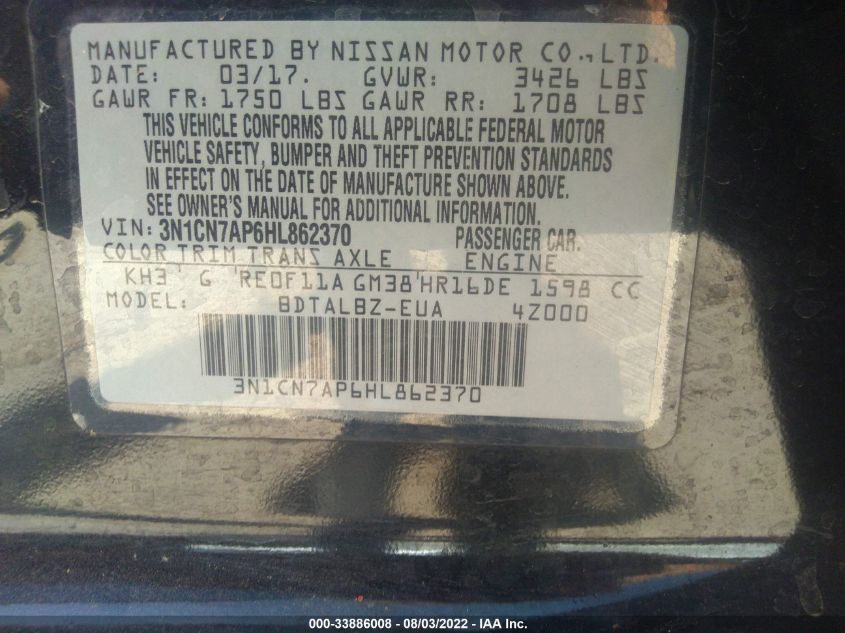 MANUFACTURED BY NISSAN MOTOR CO.,LTD.
DATE: 03/17. GVWR: 3426 LBS
GAWR FR: 1750 LBS GAWR RR: 1708 LBS
THIS VEHICLE CONFORMS TO ALL APPLICABLE FEDERAL MOTOR
VEHICLE SAFETY, BUMPER AND THEFT PREVENTION STANDARDS
IN EFFECT ON THE DATE OF MANUFACTURE SHOWN ABOVE.
SEE OWNER'S MANUAL FOR ADDITIONAL INFORMATION.
VIN: 3N1CN7AP6HL862370 PASSENGER CAR.
COLOR TRIM TRANS AXLE ENGINE
KH3 G RE0F11A GM38 HR16DE 1598 CC
MODEL: BDTALBZ-EUA 4Z000
3N1CN7AP6HL862370
000-33886008 - 08/03/2022 - IAA Inc.